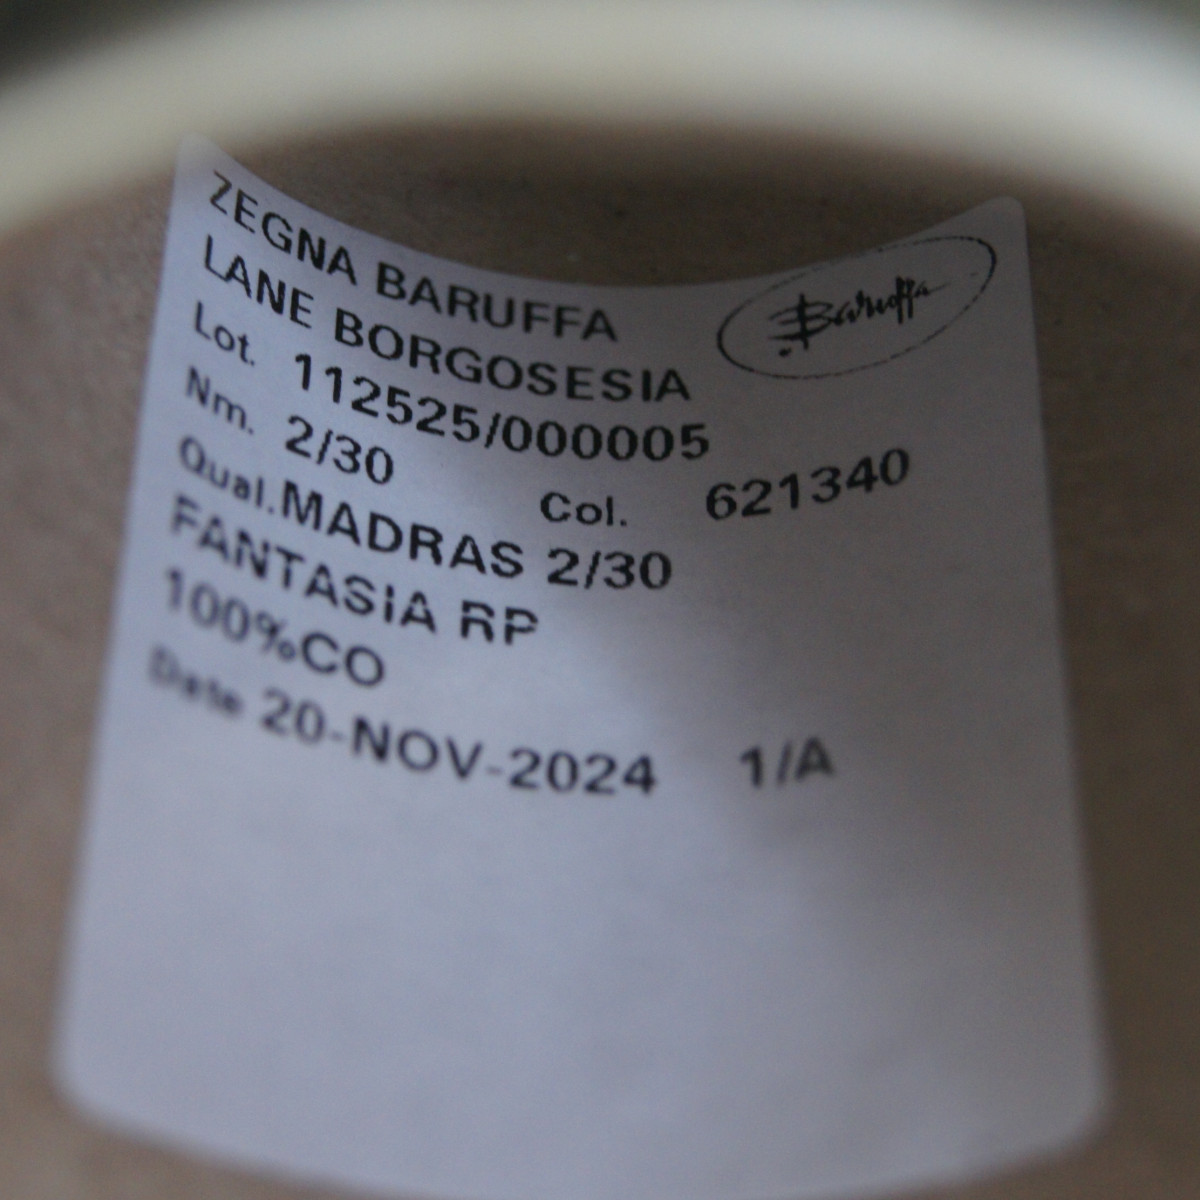 ZEGNA BARUFFA
LANE BORGOSESIA
Baruffa
Lot. 112525/000005
Nm. 2/30 Col. 621340
Qual.MADRAS 2/30
FANTASIA RP
100%CO
Date 20-NOV-2024 1/A